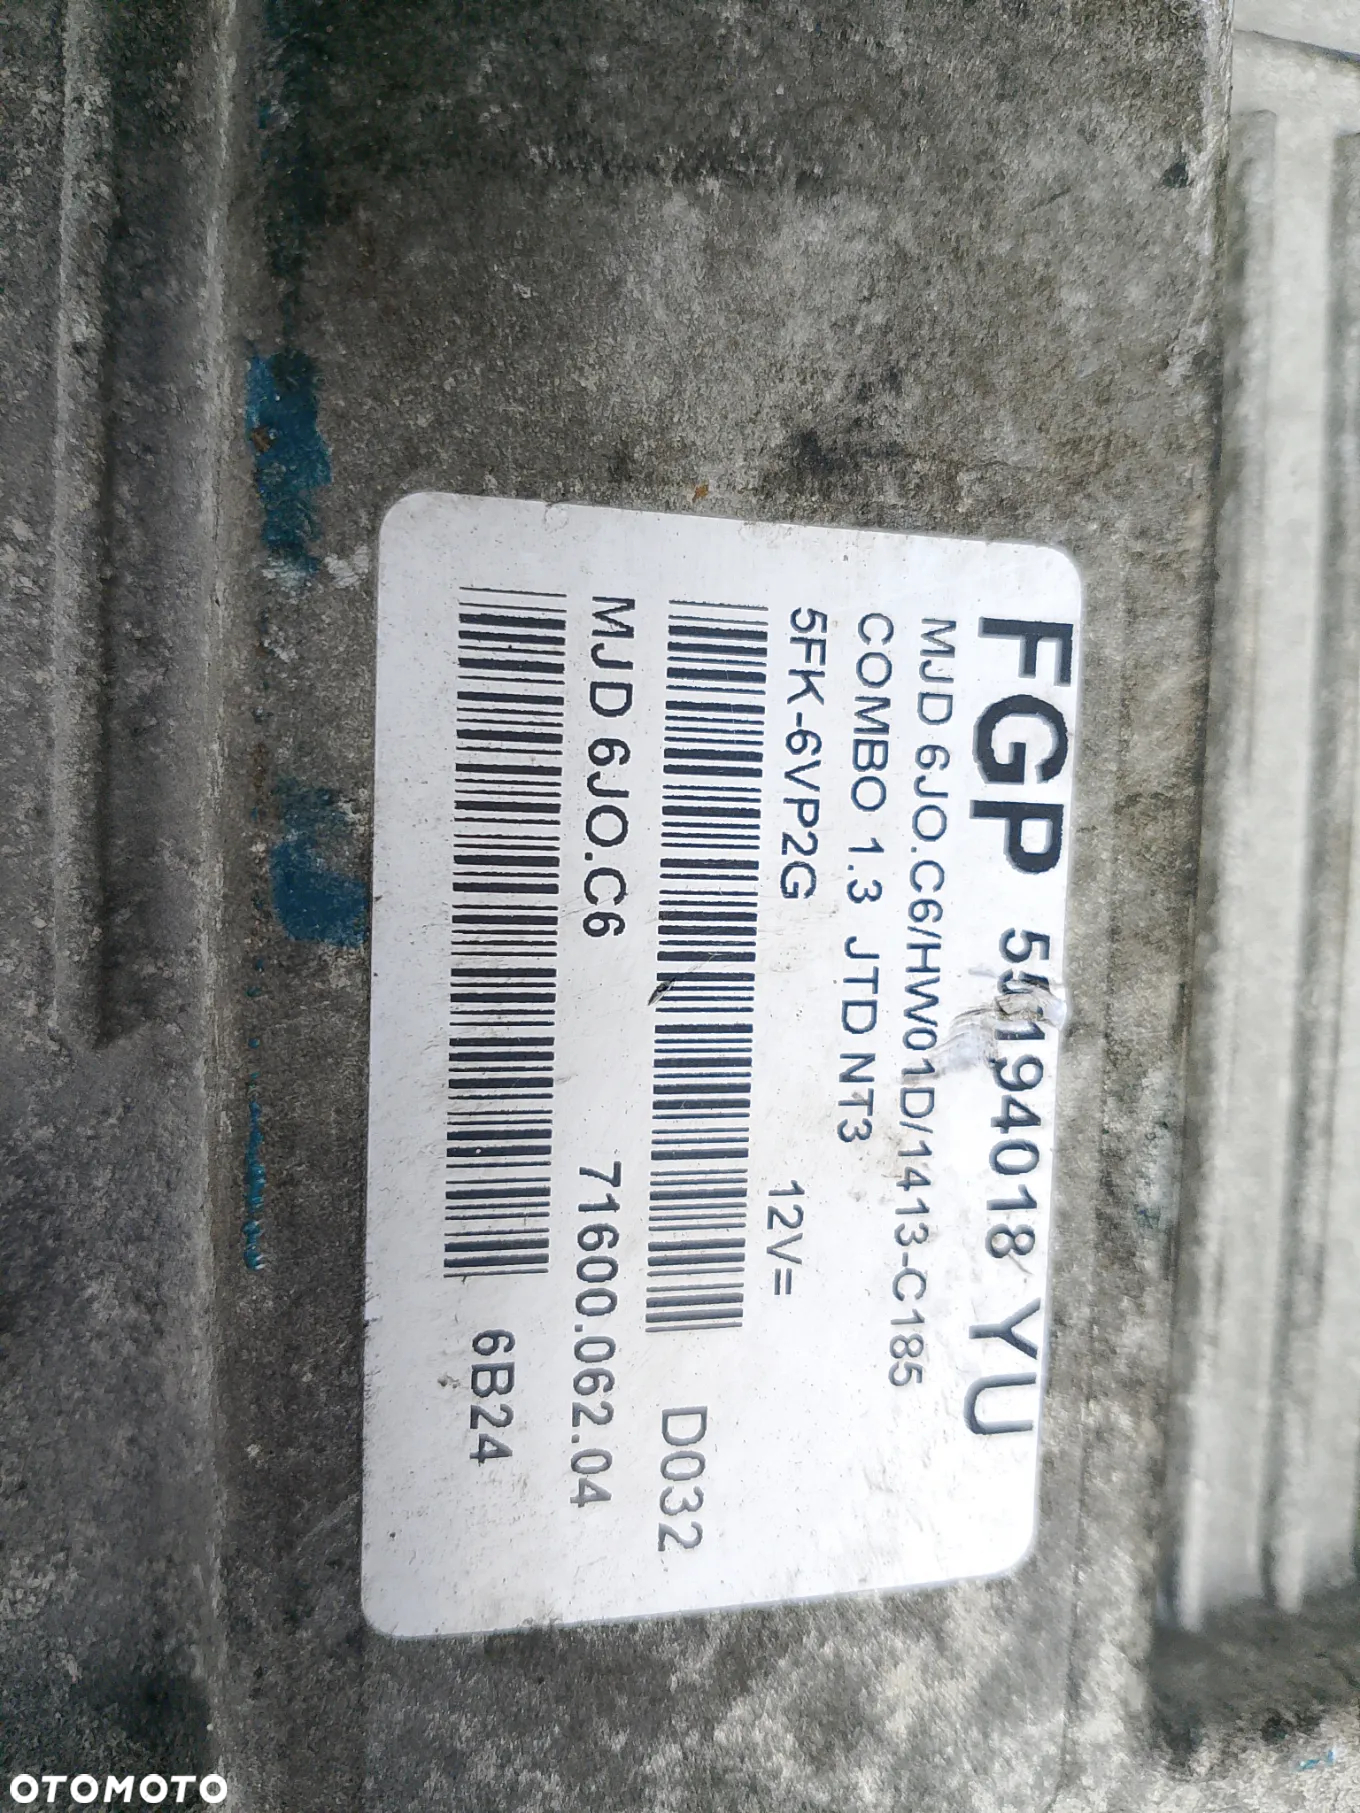 FGP 55194018 YU
MJD 6JO.C6/HW01D/1413-C185
COMBO 1.3 JTD NT3
5FK-6VP2G 12V=
D032
MJD 6JO.C6 71600.062.04
6B24
OTOMOTO